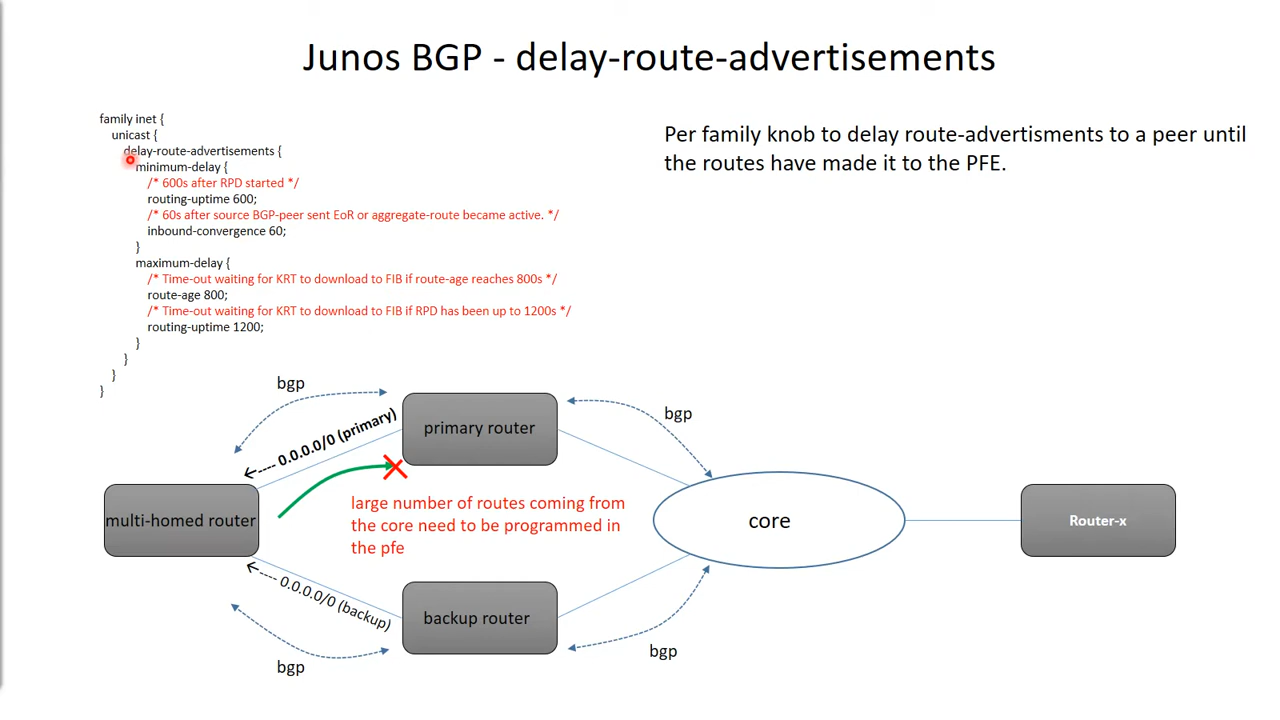 Junos BGP - delay-route-advertisements
family inet {
unicast {
delay-route-advertisements {
minimum-delay {
/* 600s after RPD started */
routing-uptime 600;
/* 60s after source BGP-peer sent EoR or aggregate-route became active. */
inbound-convergence 60;
}
maximum-delay {
/* Time-out waiting for KRT to download to FIB if route-age reaches 800s */
route-age 800;
/* Time-out waiting for KRT to download to FIB if RPD has been up to 1200s */
routing-uptime 1200;
}
}
}
}
Per family knob to delay route-advertisments to a peer until
the routes have made it to the PFE.
bgp
<---- 0.0.0.0/0 (primary)
primary router
bgp
multi-homed router
large number of routes coming from
the core need to be programmed in
the pfe
core
Router-x
<---- 0.0.0.0/0 (backup)
backup router
bgp
bgp